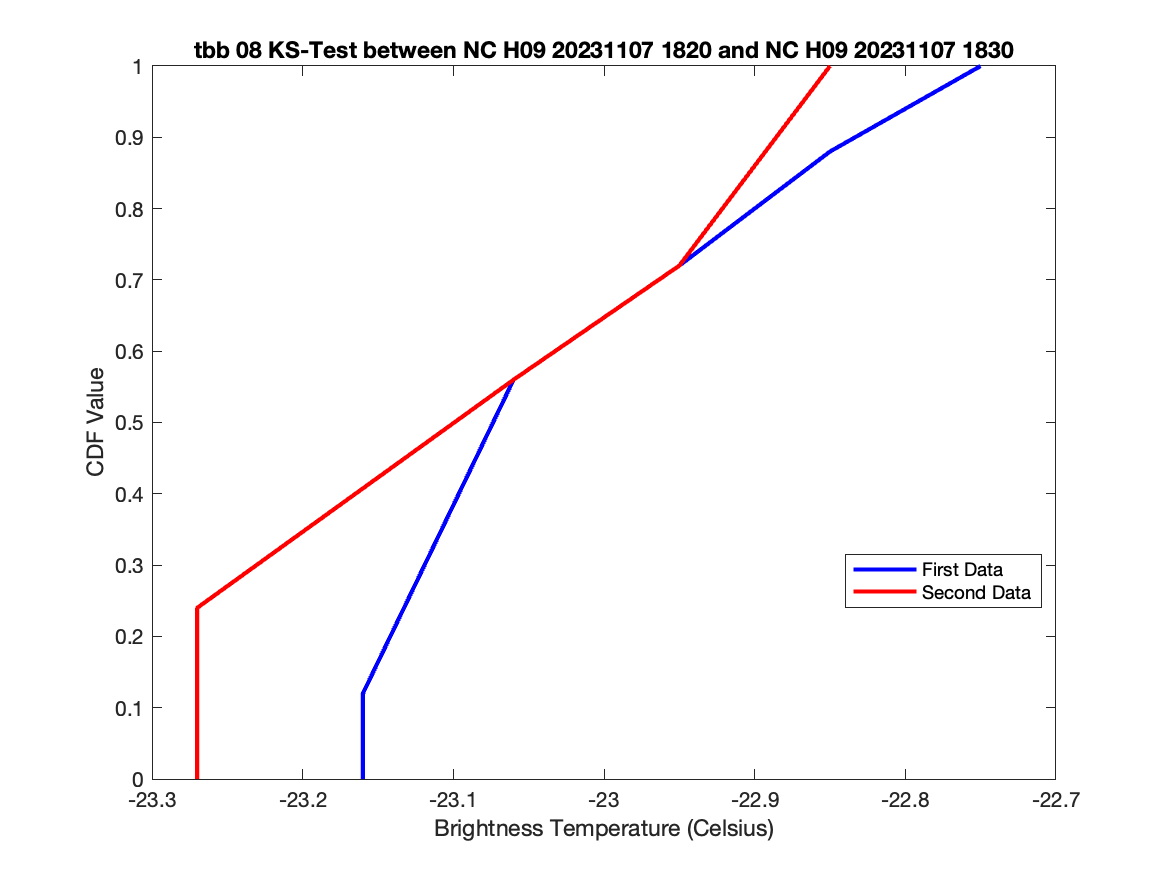 tbb 08 KS-Test between NC H09 20231107 1820 and NC H09 20231107 1830
1
0.9
0.8
0.7
0.6
0.5
0.4
0.3
0.2
0.1
0
CDF Value
First Data
Second Data
-23.3 -23.2 -23.1 -23 -22.9 -22.8 -22.7
Brightness Temperature (Celsius)